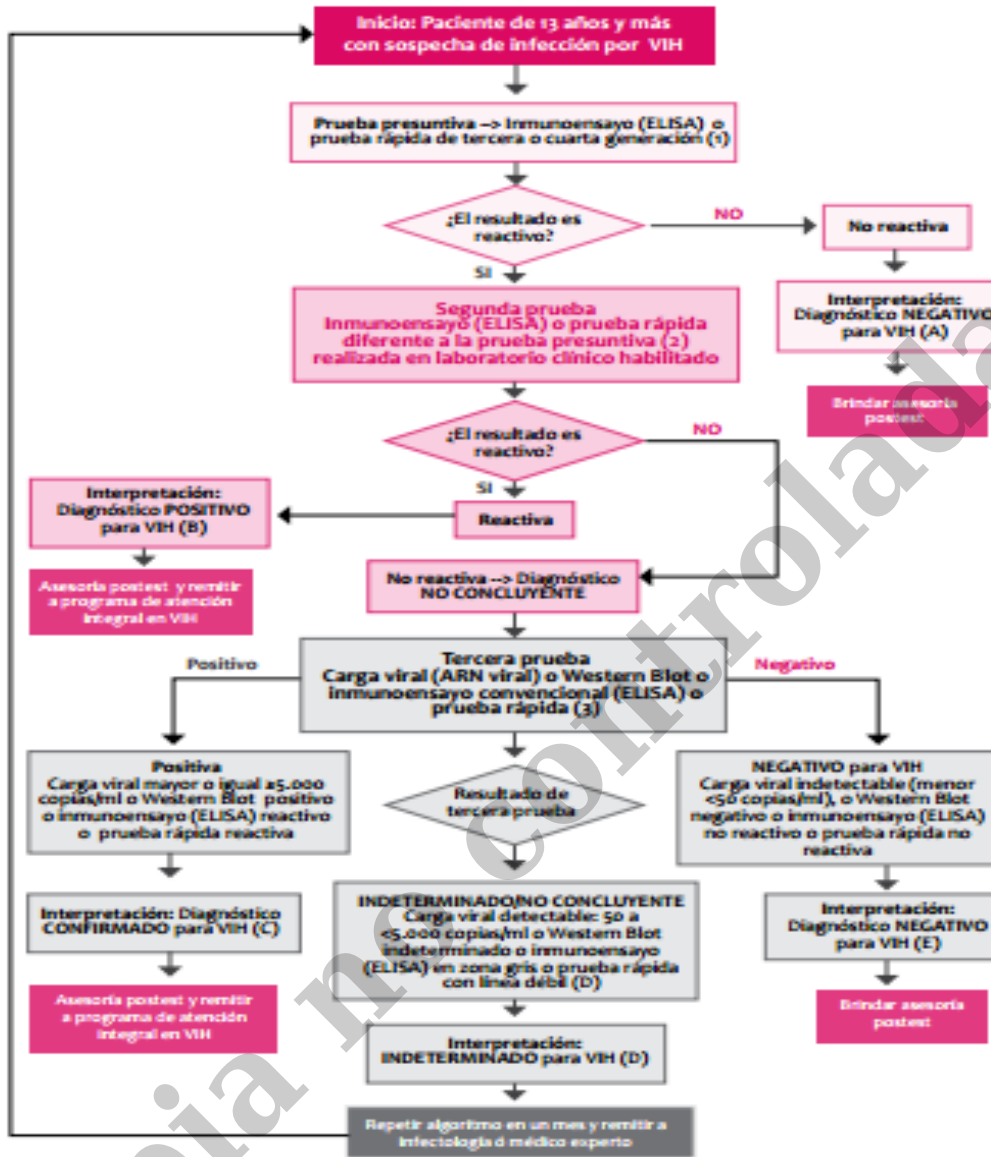 Inicio: Paciente de 13 años y más
con sospecha de infección por VIH
Prueba presuntiva --> Inmunoensayo (ELISA) o
prueba rápida de tercera o cuarta generación (1)
¿El resultado es
reactivo?
NO
No reactiva
SI
Interpretación:
Diagnóstico NEGATIVO
para VIH (A)
Brindar asesoría
postest
Segunda prueba
Inmunoensayo (ELISA) o prueba rápida
diferente a la prueba presuntiva (2)
realizada en laboratorio clínico habilitado
¿El resultado es
reactivo?
NO
SI
Reactiva
Interpretación:
Diagnóstico POSITIVO
para VIH (B)
Asesoría postest y remitir
a programa de atención
integral en VIH
No reactiva --> Diagnóstico
NO CONCLUYENTE
Positivo
Tercera prueba
Carga viral (ARN viral) o Western Blot o
inmunoensayo convencional (ELISA) o
prueba rápida (3)
Negativo
Positiva
Carga viral mayor o igual a5.000
copias/ml o Western Blot positivo
o inmunoensayo (ELISA) reactivo
o prueba rápida reactiva
Resultado de
tercera prueba
NEGATIVO para VIH
Carga viral indetectable (menor
<50 copias/ml), o Western Blot
negativo o inmunoensayo (ELISA)
no reactivo o prueba rápida no
reactiva
Interpretación: Diagnóstico
CONFIRMADO para VIH (C)
INDETERMINADO/NO CONCLUYENTE
Carga viral detectable: 50 a
<5.000 copias/ml o Western Blot
indeterminado o inmunoensayo
(ELISA) en zona gris o prueba rápida
con línea débil (D)
Interpretación:
Diagnóstico NEGATIVO
para VIH (E)
Asesoría postest y remitir
a programa de atención
integral en VIH
Brindar asesoría
postest
Interpretación:
INDETERMINADO para VIH (D)
Repetir algoritmo en un mes y remitir a
infectología ó médico experto
pia no controlada